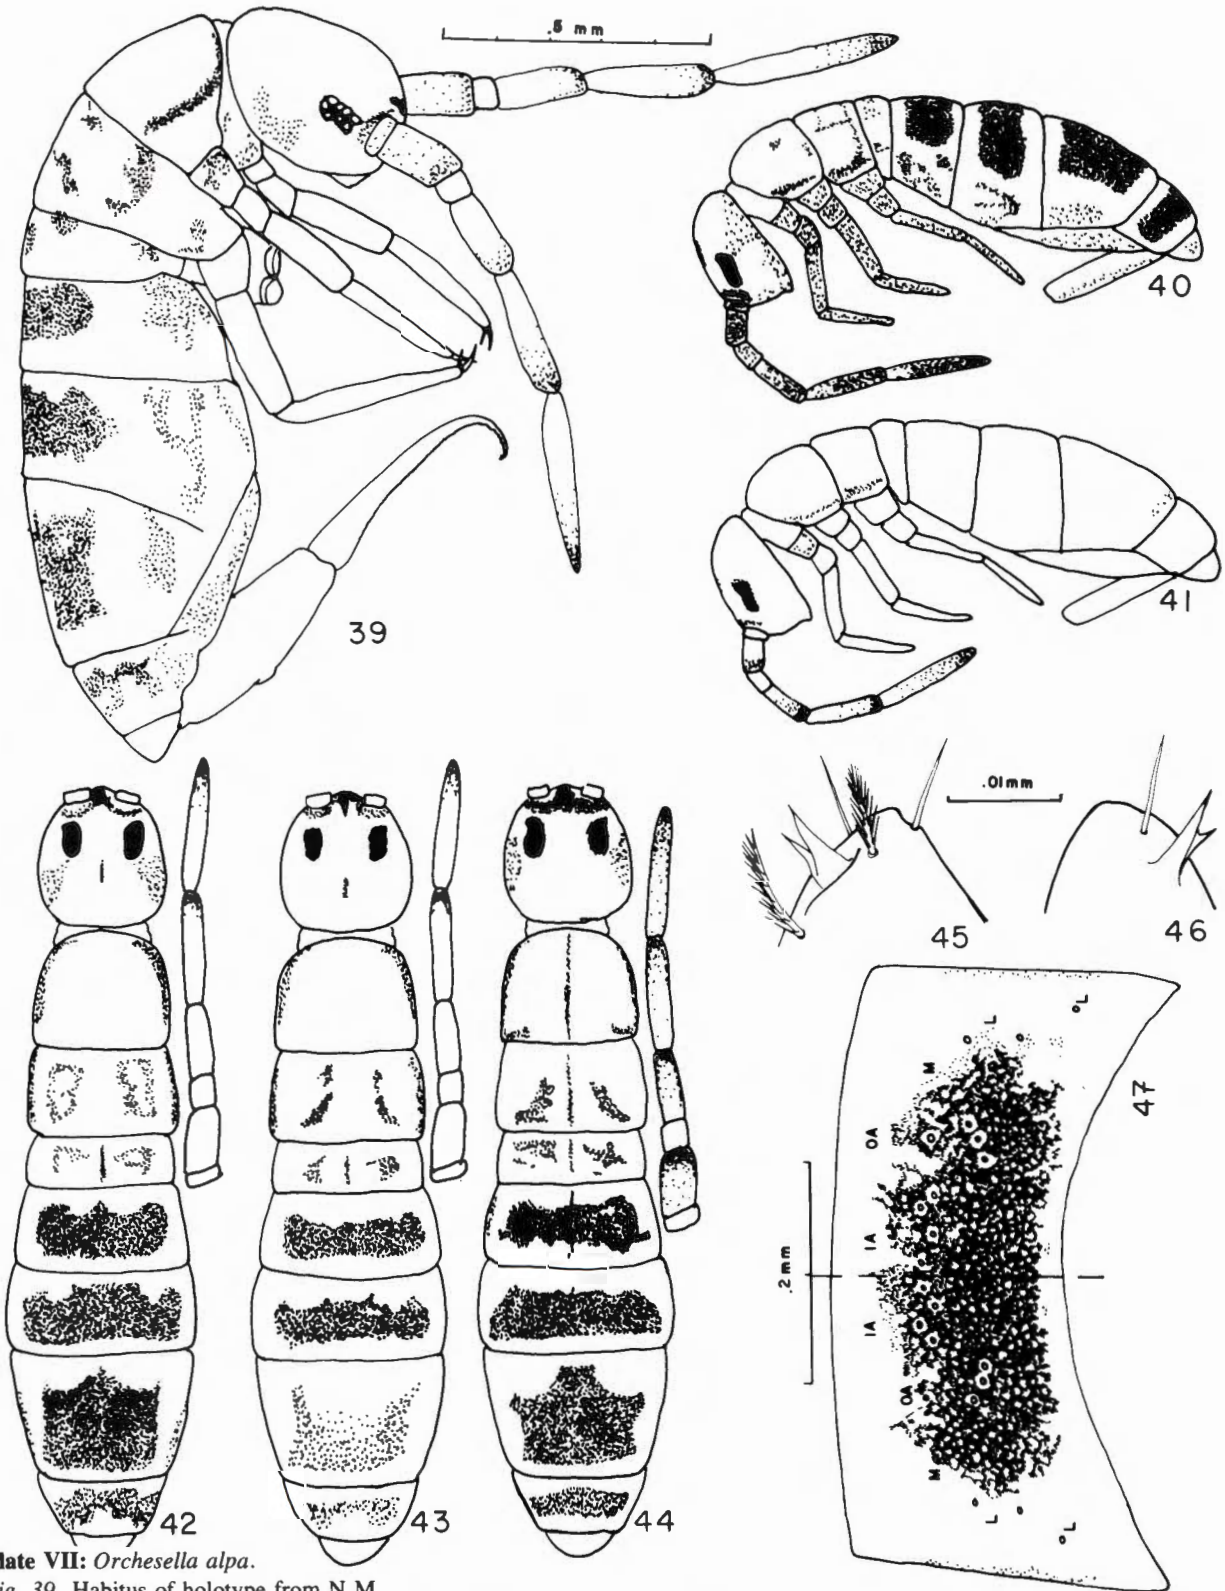 .5 mm
40
39
41
.01mm
45
46
L
L
M
OA
IA
IA
OA
M
L
L
47
.2 mm
42
43
44
late VII: Orchesella alpa.
39 Habitus of holotype from N M